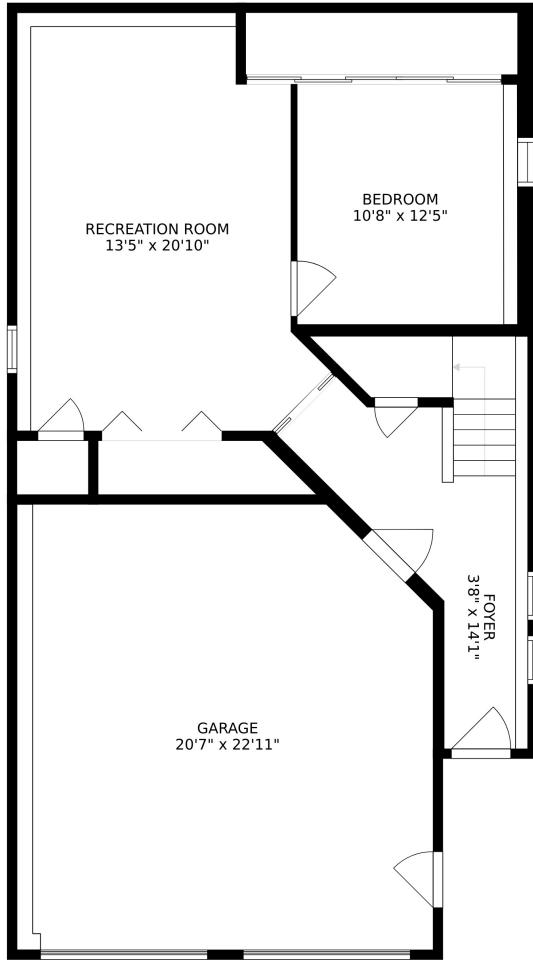 BEDROOM
10'8" x 12'5"
RECREATION ROOM
13'5" x 20'10"
FOYER
3'8" x 14'1"
GARAGE
20'7" x 22'11"